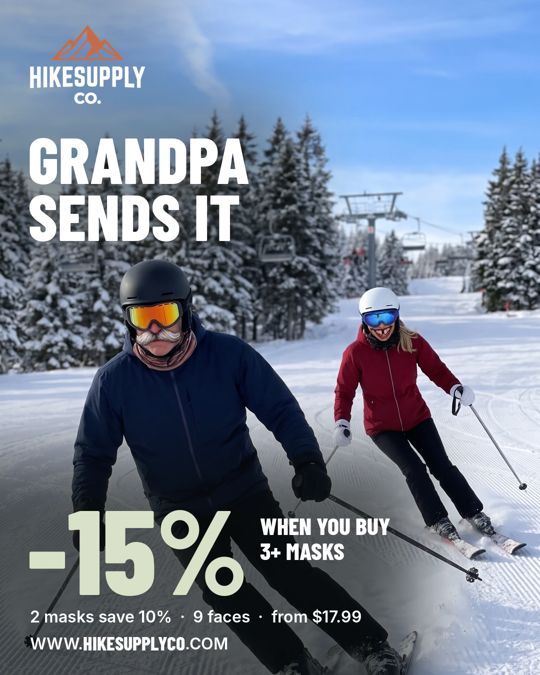 HIKESUPPLY
CO.
GRANDPA
SENDS IT
-15%
WHEN YOU BUY
3+ MASKS
2 masks save 10% · 9 faces · from $17.99
WWW.HIKESUPPLYCO.COM